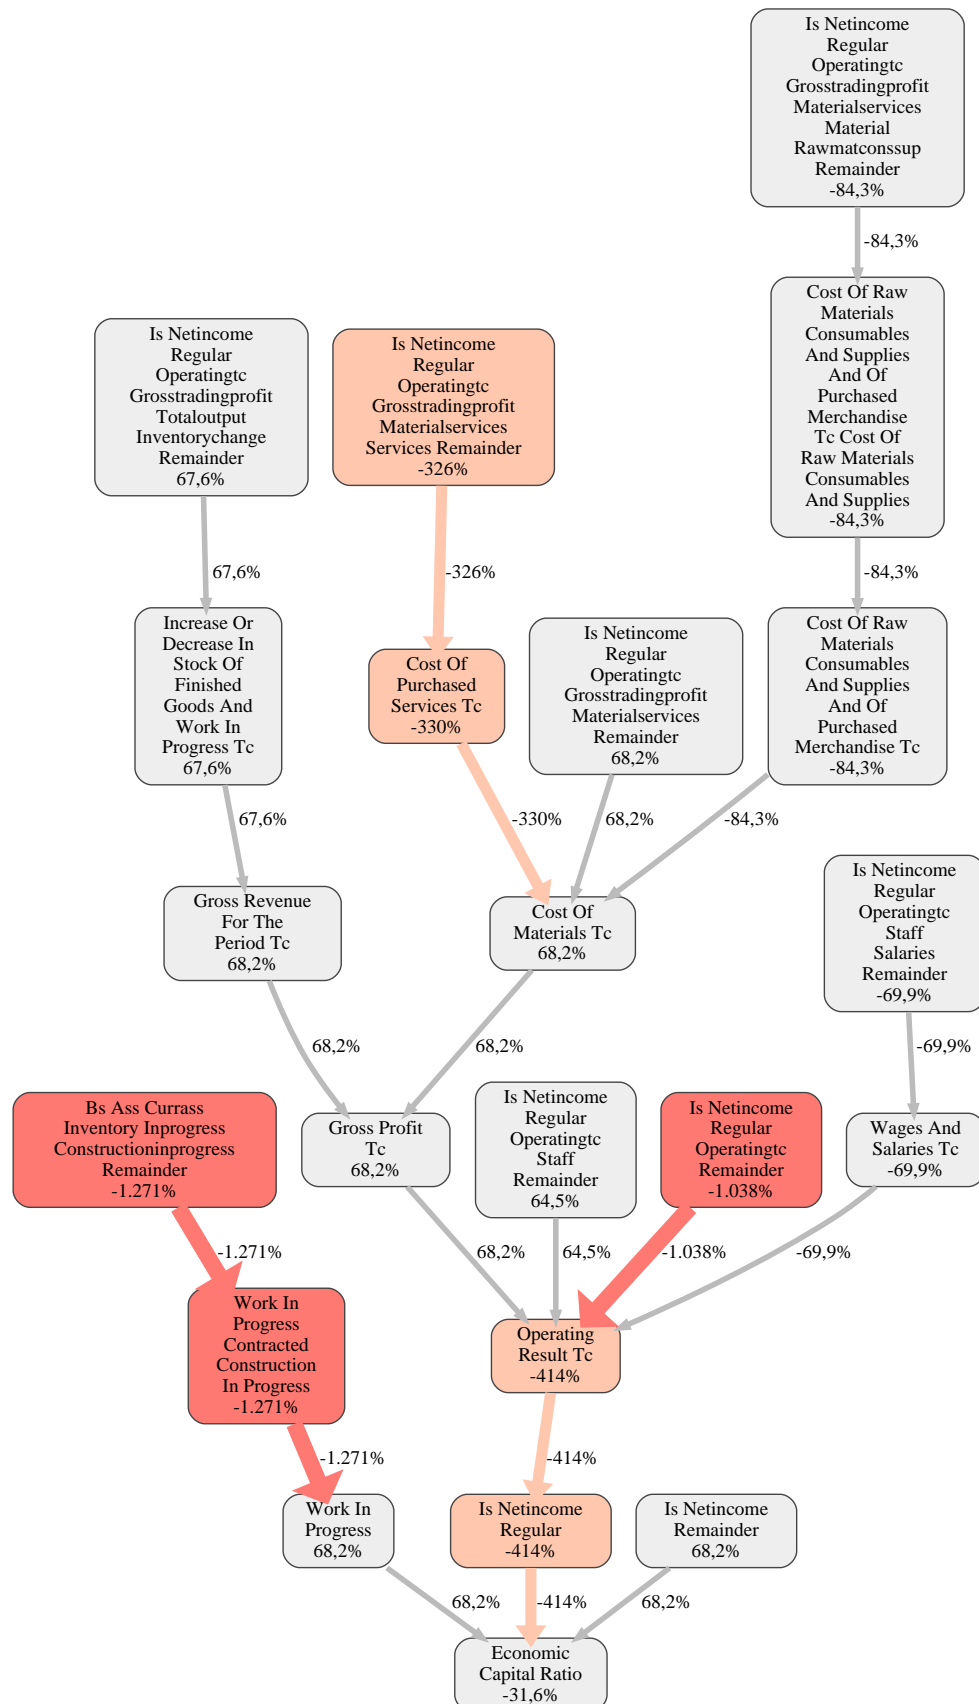 Is Netincome
Regular
Operatingtc
Grosstradingprofit
Materialservices
Material
Rawmatconssup
Remainder
-84,3%
-84,3%
Cost Of Raw
Materials
Consumables
And Supplies
And Of
Purchased
Merchandise
Tc Cost Of
Raw Materials
Consumables
And Supplies
-84,3%
Is Netincome
Regular
Operatingtc
Grosstradingprofit
Totaloutput
Inventorychange
Remainder
67,6%
Is Netincome
Regular
Operatingtc
Grosstradingprofit
Materialservices
Services Remainder
-326%
67,6%
-326%
-84,3%
Increase Or
Decrease In
Stock Of
Finished
Goods And
Work In
Progress Tc
67,6%
Cost Of
Purchased
Services Tc
-330%
Is Netincome
Regular
Operatingtc
Grosstradingprofit
Materialservices
Remainder
68,2%
Cost Of Raw
Materials
Consumables
And Supplies
And Of
Purchased
Merchandise Tc
-84,3%
67,6%
-330%
68,2%
-84,3%
Gross Revenue
For The
Period Tc
68,2%
Cost Of
Materials Tc
68,2%
Is Netincome
Regular
Operatingtc
Staff
Salaries
Remainder
-69,9%
68,2%
68,2%
-69,9%
Bs Ass Currass
Inventory Inprogress
Constructioninprogress
Remainder
-1.271%
Gross Profit
Tc
68,2%
Is Netincome
Regular
Operatingtc
Staff
Remainder
64,5%
Is Netincome
Regular
Operatingtc
Remainder
-1.038%
Wages And
Salaries Tc
-69,9%
-1.271%
68,2%
64,5%
-1.038%
-69,9%
Work In
Progress
Contracted
Construction
In Progress
-1.271%
Operating
Result Tc
-414%
-1.271%
-414%
Work In
Progress
68,2%
Is Netincome
Regular
-414%
Is Netincome
Remainder
68,2%
68,2%
-414%
68,2%
Economic
Capital Ratio
-31,6%